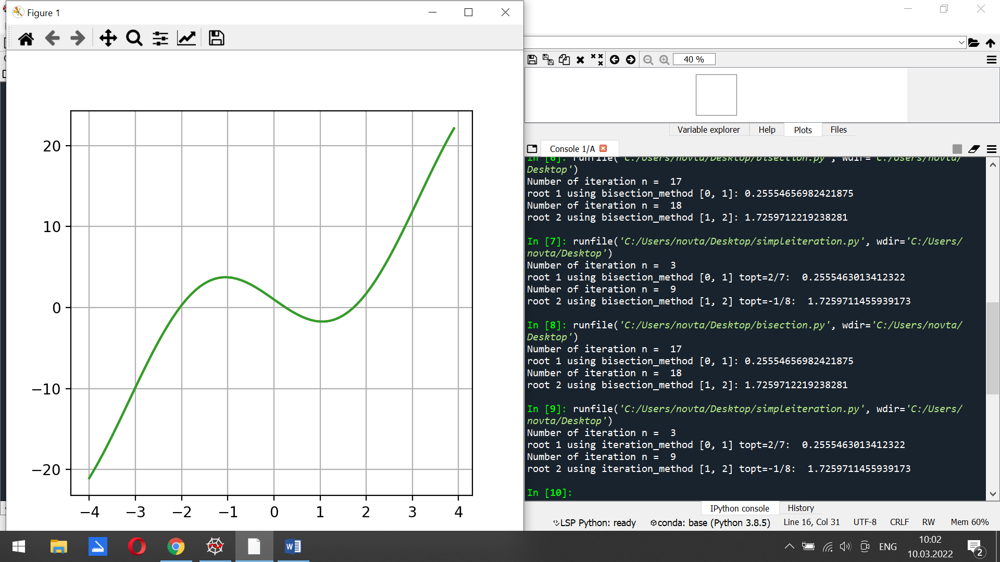 Figure 1
40 %
Variable explorer
Help
Plots
Files
Console 1/A
20
10
0
−10
−20
−4
−3
−2
−1
0
1
2
3
4
In [6]: runfile('C:/Users/novta/Desktop/bisection.py', wdir='C:/Users/novta/
Desktop')
Number of iteration n =  17
root 1 using bisection_method [0, 1]: 0.25554656982421875
Number of iteration n =  18
root 2 using bisection_method [1, 2]: 1.7259712219238281
In [7]: runfile('C:/Users/novta/Desktop/simpleiteration.py', wdir='C:/Users/
novta/Desktop')
Number of iteration n =  3
root 1 using bisection_method [0, 1] topt=2/7:  0.2555463013412322
Number of iteration n =  9
root 2 using bisection_method [1, 2] topt=-1/8:  1.7259711455939173
In [8]: runfile('C:/Users/novta/Desktop/bisection.py', wdir='C:/Users/novta/
Desktop')
Number of iteration n =  17
root 1 using bisection_method [0, 1]: 0.25554656982421875
Number of iteration n =  18
root 2 using bisection_method [1, 2]: 1.7259712219238281
In [9]: runfile('C:/Users/novta/Desktop/simpleiteration.py', wdir='C:/Users/
novta/Desktop')
Number of iteration n =  3
root 1 using iteration_method [0, 1] topt=2/7:  0.2555463013412322
Number of iteration n =  9
root 2 using iteration_method [1, 2] topt=-1/8:  1.7259711455939173
In [10]:
IPython console
History
LSP Python: ready
conda: base (Python 3.8.5)
Line 16, Col 31
UTF-8
CRLF
RW
Mem 60%
ENG
10:02
10.03.2022
2